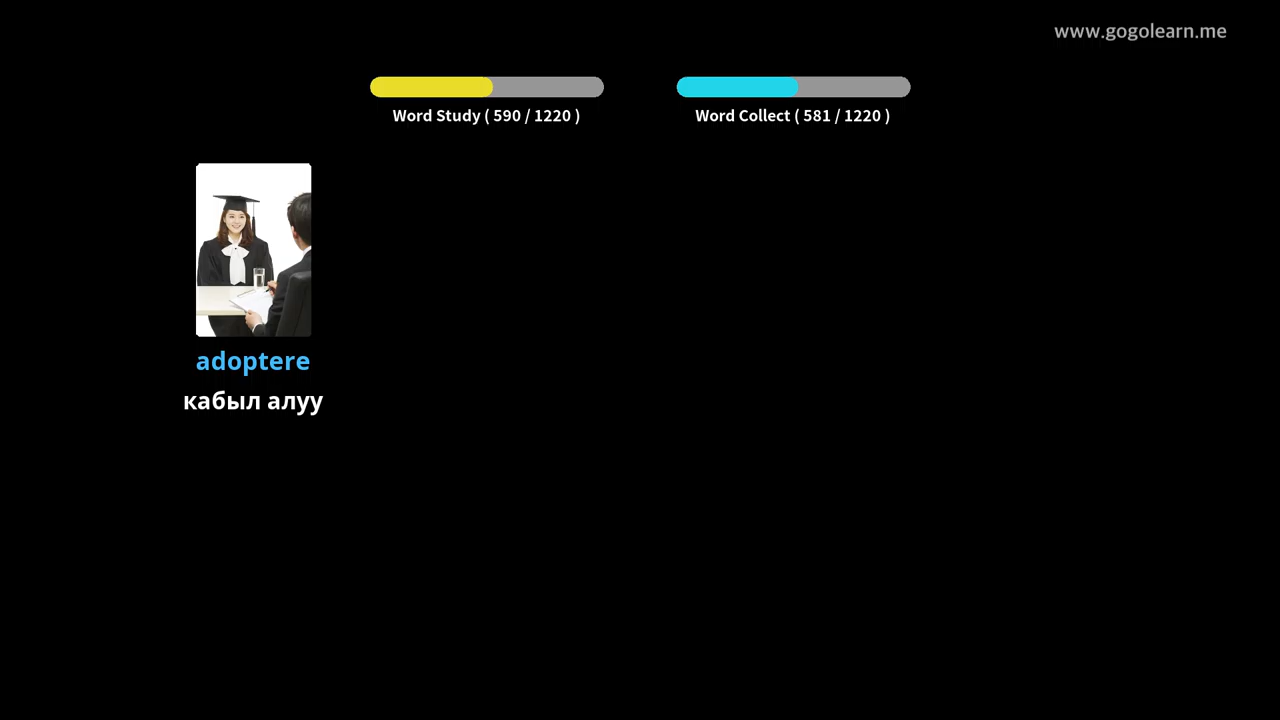 www.gogolearn.me
Word Study ( 590 / 1220 )
Word Collect ( 581 / 1220 )
adoptere
кабыл алуу